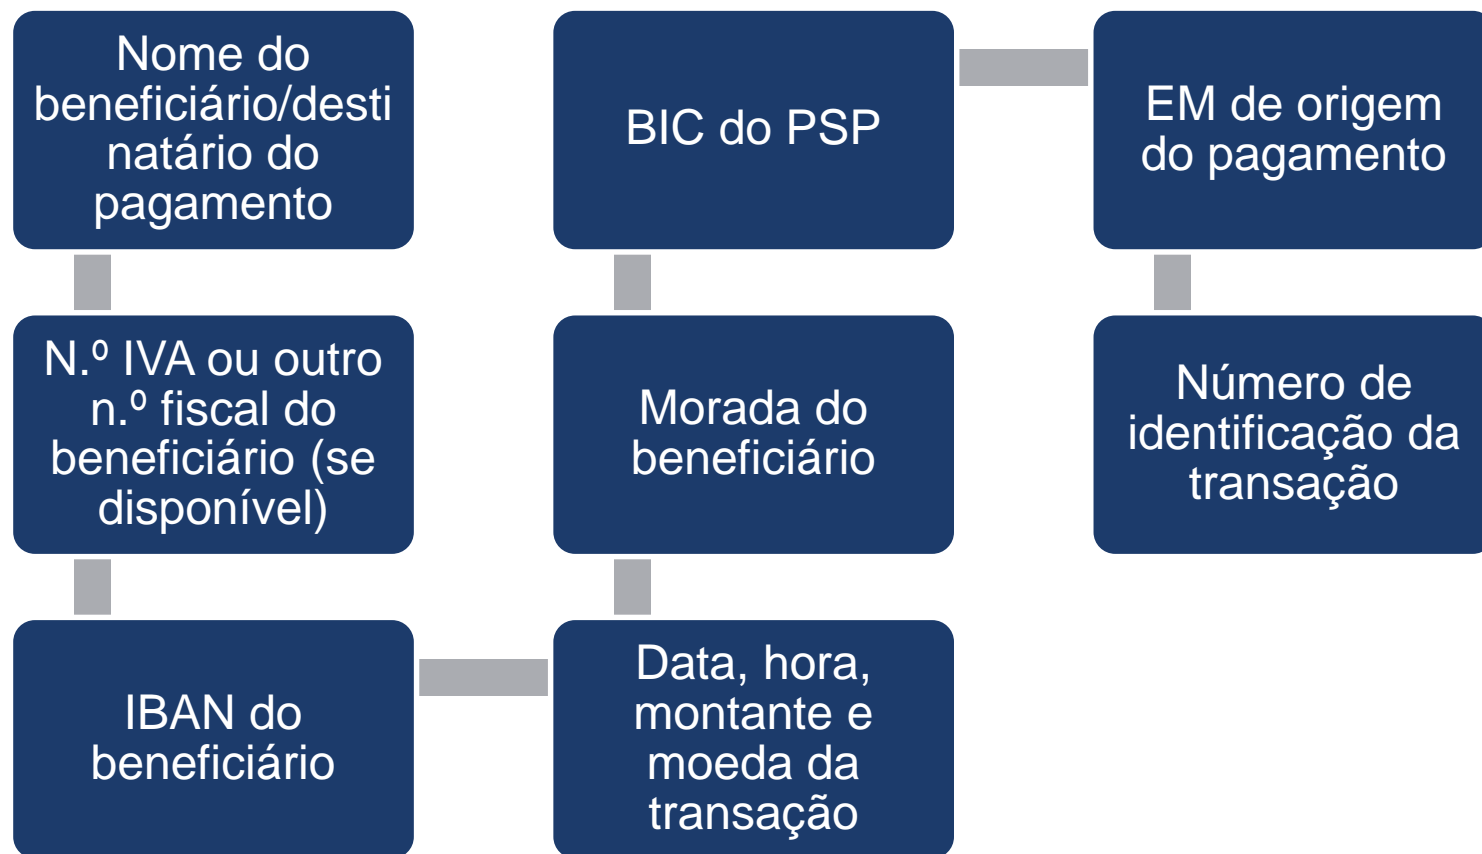 Nome do
beneficiário/desti
natário do
pagamento
N.º IVA ou outro
n.º fiscal do
beneficiário (se
disponível)
IBAN do
beneficiário
Data, hora,
montante e
moeda da
transação
Morada do
beneficiário
BIC do PSP
EM de origem
do pagamento
Número de
identificação da
transação